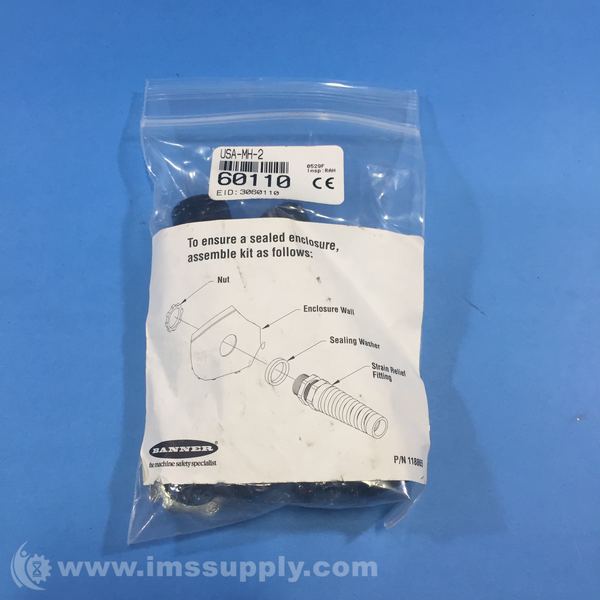 USA-MH-2
0529F
Insp:RAH
60110
CE
EID:3060110
To ensure a sealed enclosure,
assemble kit as follows:
Nut
Enclosure Wall
Sealing Washer
Strain Relief
Fitting
BANNER
the machine safety specialist
P/N 118865
www.imssupply.com